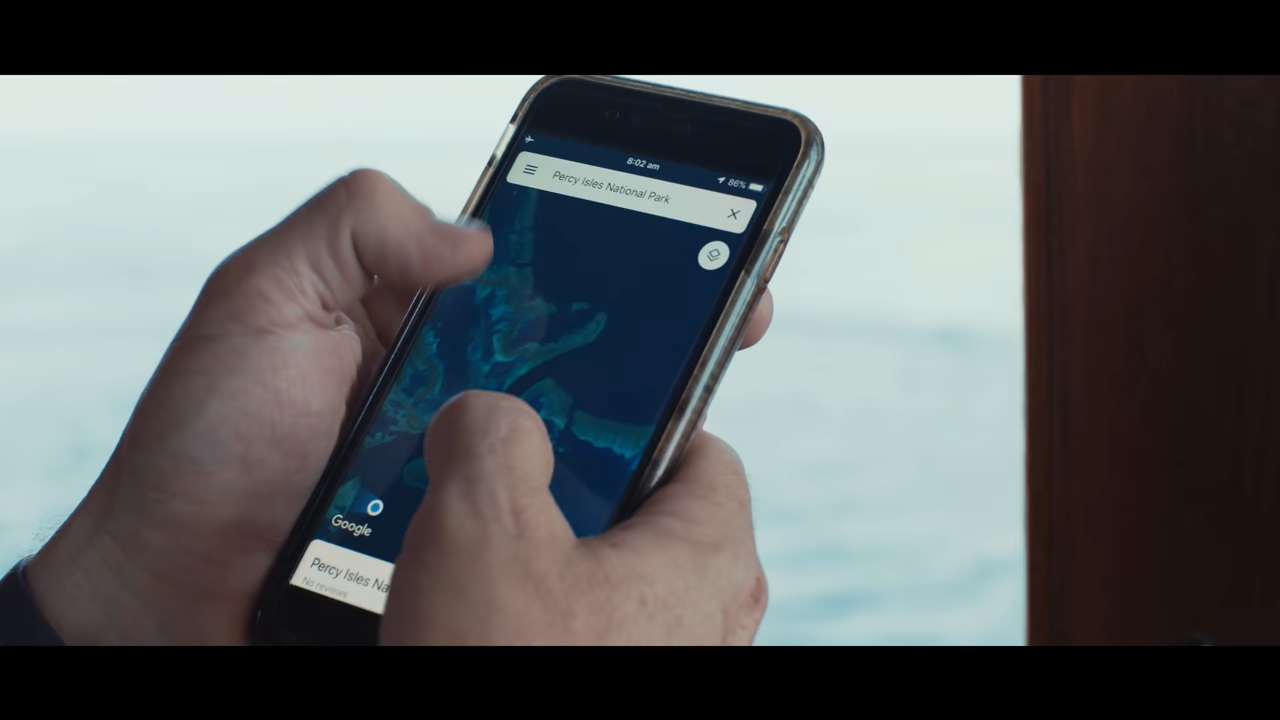 8:02 am
86%
Percy Isles National Park
Google
Percy Isles Na
No reviews